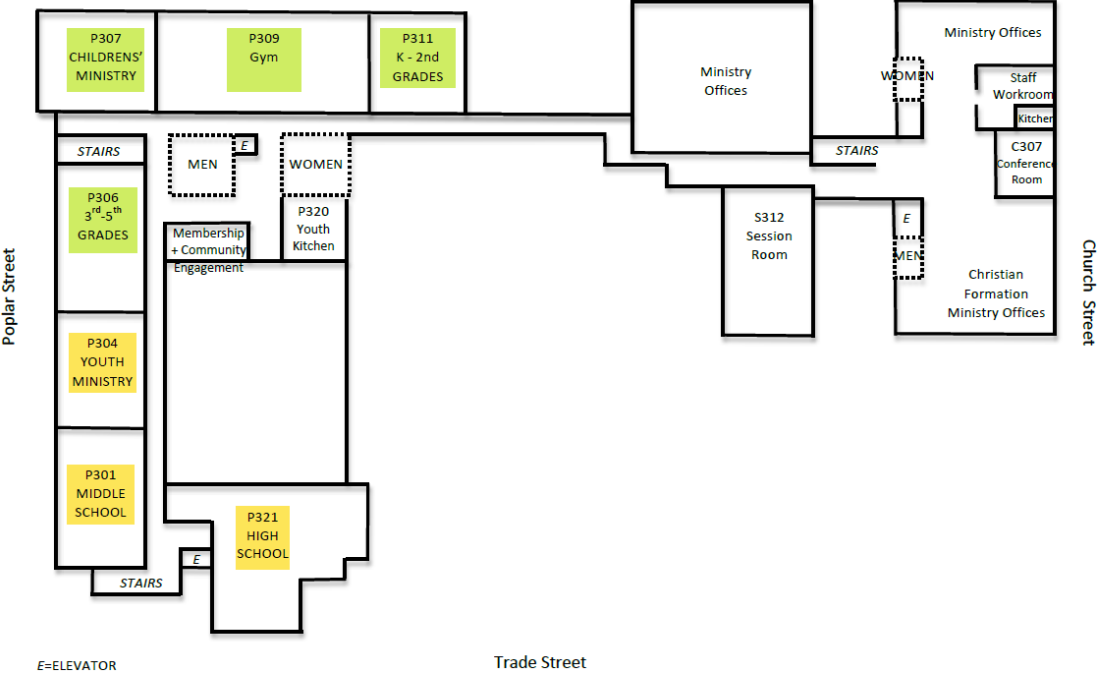 P307
CHILDRENS'
MINISTRY
P309
Gym
P311
K - 2nd
GRADES
Ministry
Offices
Ministry Offices
WOMEN
Staff
Workroom
Kitchen
C307
Conference
Room
STAIRS
STAIRS
MEN
E
WOMEN
P306
3rd-5th
GRADES
P320
Youth
Kitchen
Membership
+ Community
Engagement
S312
Session
Room
E
MEN
Christian
Formation
Ministry Offices
Poplar Street
Church Street
P304
YOUTH
MINISTRY
P301
MIDDLE
SCHOOL
P321
HIGH
SCHOOL
E
STAIRS
E=ELEVATOR
Trade Street